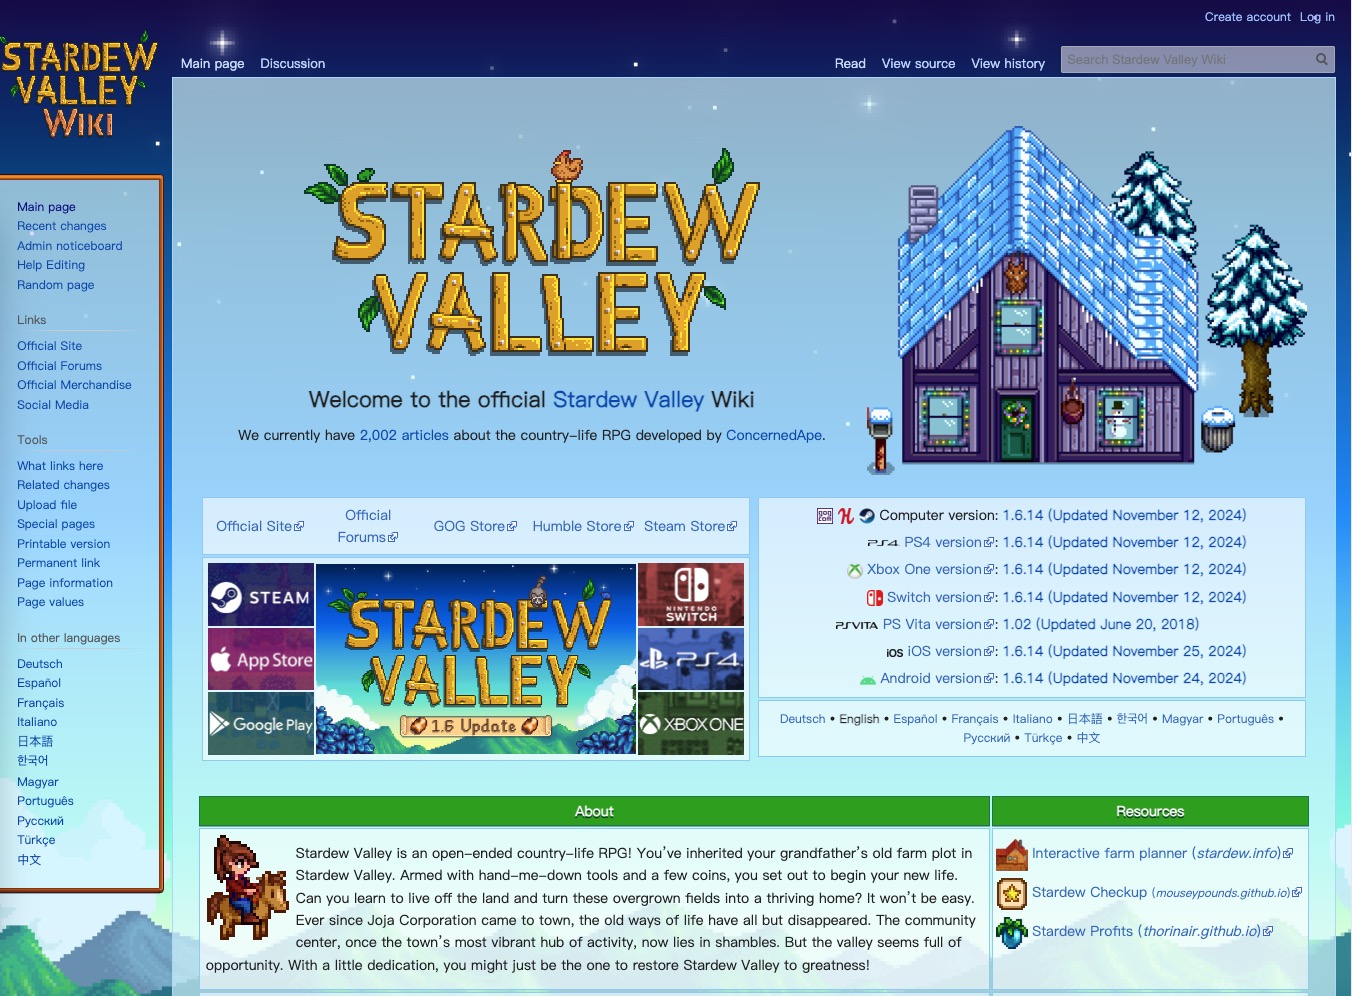 Create account Log in
STARDEW
VALLEY
WIKI
Main page Discussion
Read View source View history
Search Stardew Valley Wiki
Main page
Recent changes
Admin noticeboard
Help Editing
Random page
Links
Official Site
Official Forums
Official Merchandise
Social Media
Tools
What links here
Related changes
Upload file
Special pages
Printable version
Permanent link
Page information
Page values
In other languages
Deutsch
Español
Français
Italiano
日本語
한국어
Magyar
Português
Русский
Türkçe
中文
STARDEW
VALLEY
Welcome to the official Stardew Valley Wiki
We currently have 2,002 articles about the country-life RPG developed by ConcernedApe.
Official Site
Official
Forums
GOG Store
Humble Store
Steam Store
STEAM
App Store
Google Play
STARDEW
VALLEY
1.6 Update
NINTENDO
SWITCH
PS4
XBOX ONE
GOG COM Computer version: 1.6.14 (Updated November 12, 2024)
PS4 PS4 version: 1.6.14 (Updated November 12, 2024)
Xbox One version: 1.6.14 (Updated November 12, 2024)
Switch version: 1.6.14 (Updated November 12, 2024)
PSVITA PS Vita version: 1.02 (Updated June 20, 2018)
iOS iOS version: 1.6.14 (Updated November 25, 2024)
Android version: 1.6.14 (Updated November 24, 2024)
Deutsch • English • Español • Français • Italiano • 日本語 • 한국어 • Magyar • Português •
Русский • Türkçe • 中文
About
Stardew Valley is an open-ended country-life RPG! You've inherited your grandfather's old farm plot in
Stardew Valley. Armed with hand-me-down tools and a few coins, you set out to begin your new life.
Can you learn to live off the land and turn these overgrown fields into a thriving home? It won't be easy.
Ever since Joja Corporation came to town, the old ways of life have all but disappeared. The community
center, once the town's most vibrant hub of activity, now lies in shambles. But the valley seems full of
opportunity. With a little dedication, you might just be the one to restore Stardew Valley to greatness!
Resources
Interactive farm planner (stardew.info)
Stardew Checkup (mouseypounds.github.io)
Stardew Profits (thorinair.github.io)